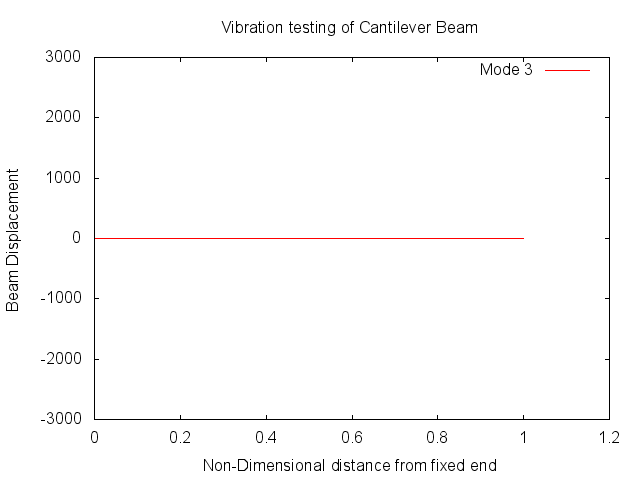 Vibration testing of Cantilever Beam
Mode 3
3000
2000
1000
0
-1000
-2000
-3000
Beam Displacement
0 0.2 0.4 0.6 0.8 1 1.2
Non-Dimensional distance from fixed end